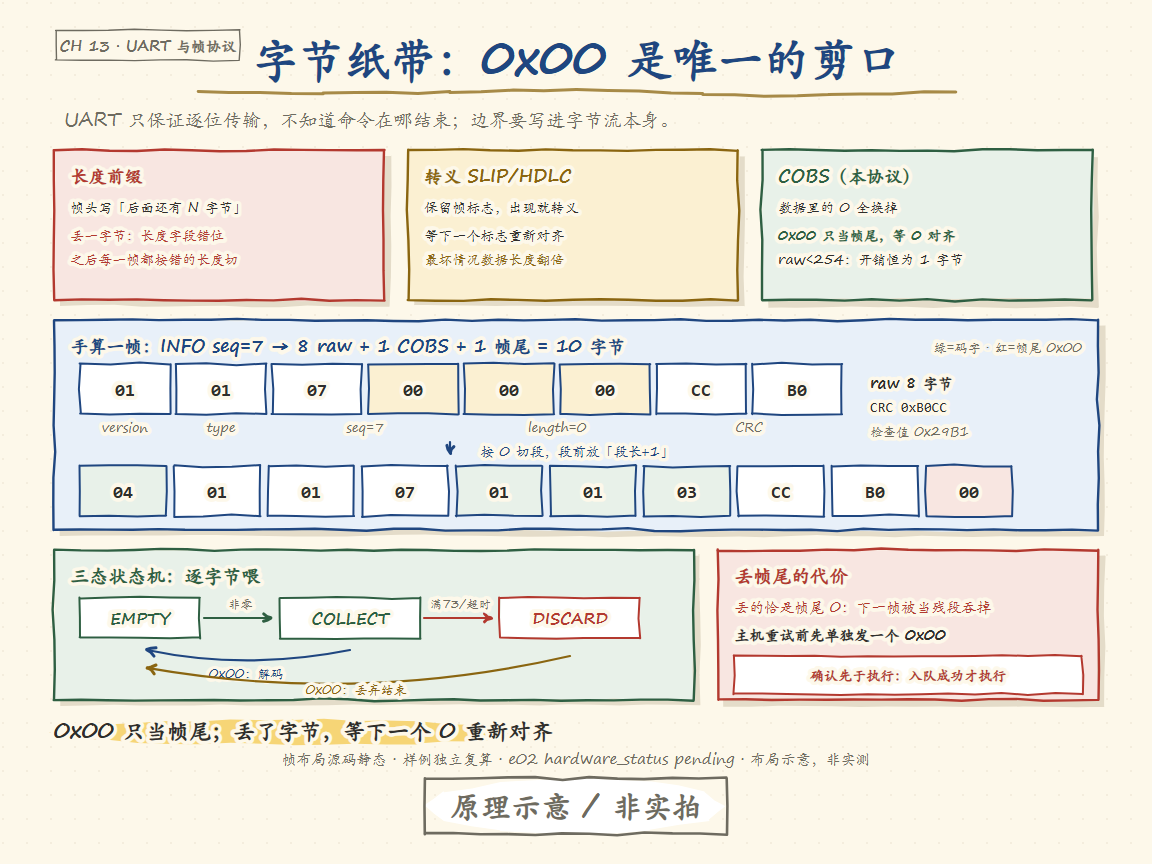 CH 13 · UART 与帧协议
字节纸带：0x00 是唯一的剪口
UART 只保证逐位传输，不知道命令在哪结束；边界要写进字节流本身。
长度前缀
帧头写「后面还有 N 字节」
丢一字节：长度字段错位
之后每一帧都按错的长度切
转义 SLIP/HDLC
保留帧标志，出现就转义
等下一个标志重新对齐
最坏情况数据长度翻倍
COBS（本协议）
数据里的 0 全换掉
0x00 只当帧尾，等 0 对齐
raw<254：开销恒为 1 字节
手算一帧：INFO seq=7 → 8 raw + 1 COBS + 1 帧尾 = 10 字节
绿=码字 · 红=帧尾 0x00
01 01 07 00 00 00 CC B0
version type seq=7 length=0 CRC
raw 8 字节
CRC 0xB0CC
检查值 0x29B1
按 0 切段，段前放「段长+1」
04 01 01 07 01 01 03 CC B0 00
三态状态机：逐字节喂
EMPTY 非零 COLLECT 满73/超时 DISCARD
0x00：解码
0x00：丢弃结束
丢帧尾的代价
丢的恰是帧尾 0：下一帧被当残段吞掉
主机重试前先单独发一个 0x00
确认先于执行：入队成功才执行
0x00 只当帧尾；丢了字节，等下一个 0 重新对齐
帧布局源码静态 · 样例独立复算 · e02 hardware_status pending · 布局示意，非实测
原理示意 / 非实拍